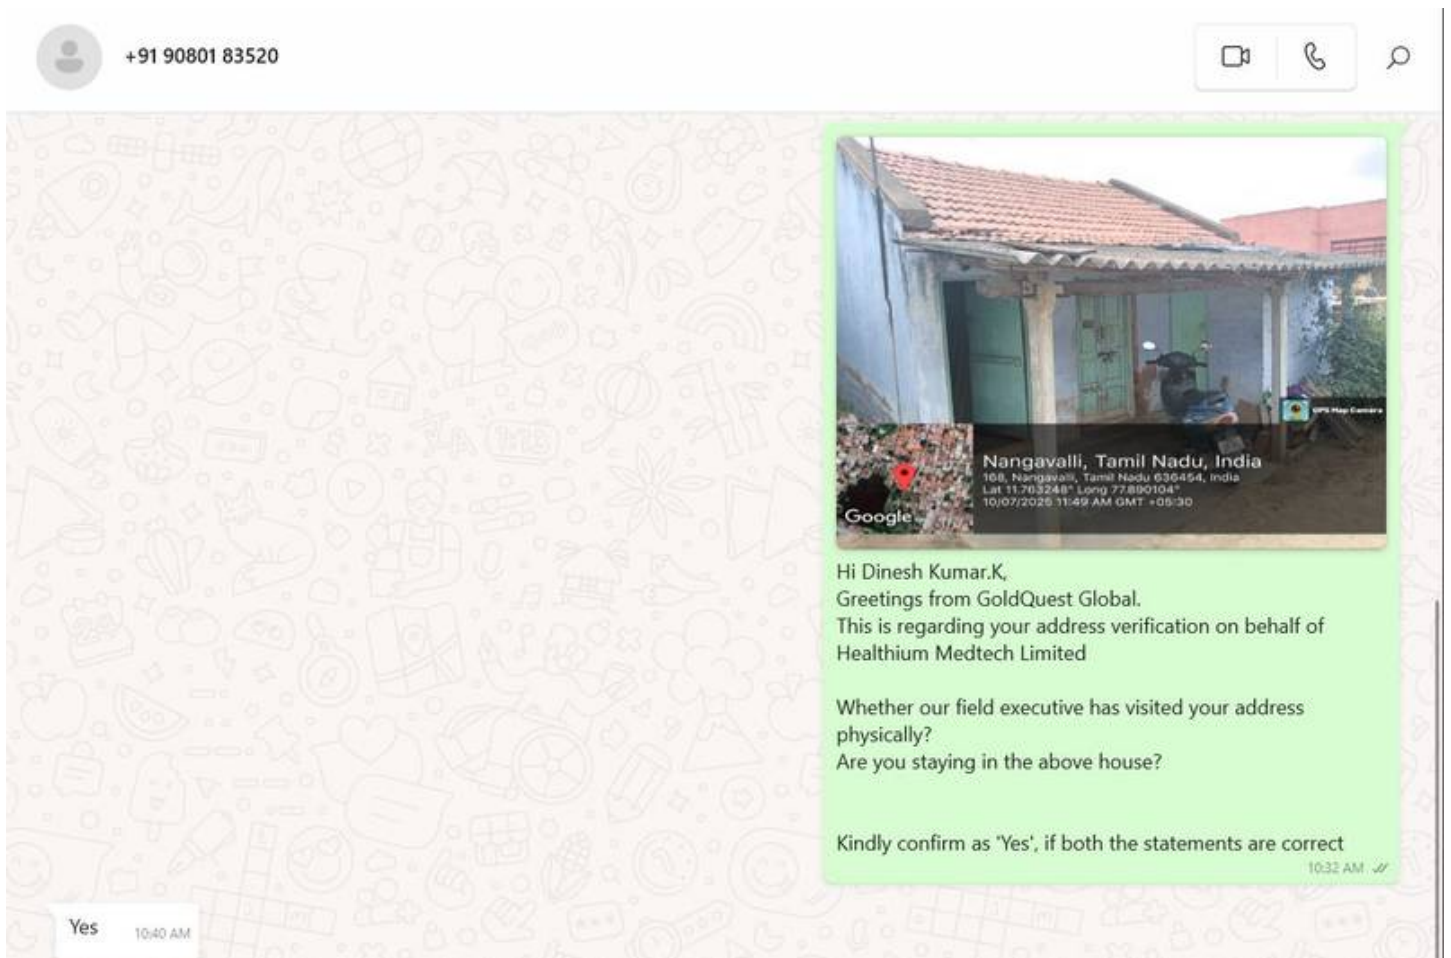 +91 90801 83520
GPS Map Camera
Nangavalli, Tamil Nadu, India
168, Nangavalli, Tamil Nadu 636454, India
Lat 11.763248° Long 77.890104°
10/07/2025 11:49 AM GMT +05:30
Google
Hi Dinesh Kumar.K,
Greetings from GoldQuest Global.
This is regarding your address verification on behalf of
Healthium Medtech Limited
Whether our field executive has visited your address
physically?
Are you staying in the above house?
Kindly confirm as 'Yes', if both the statements are correct
10:32 AM
Yes
10:40 AM